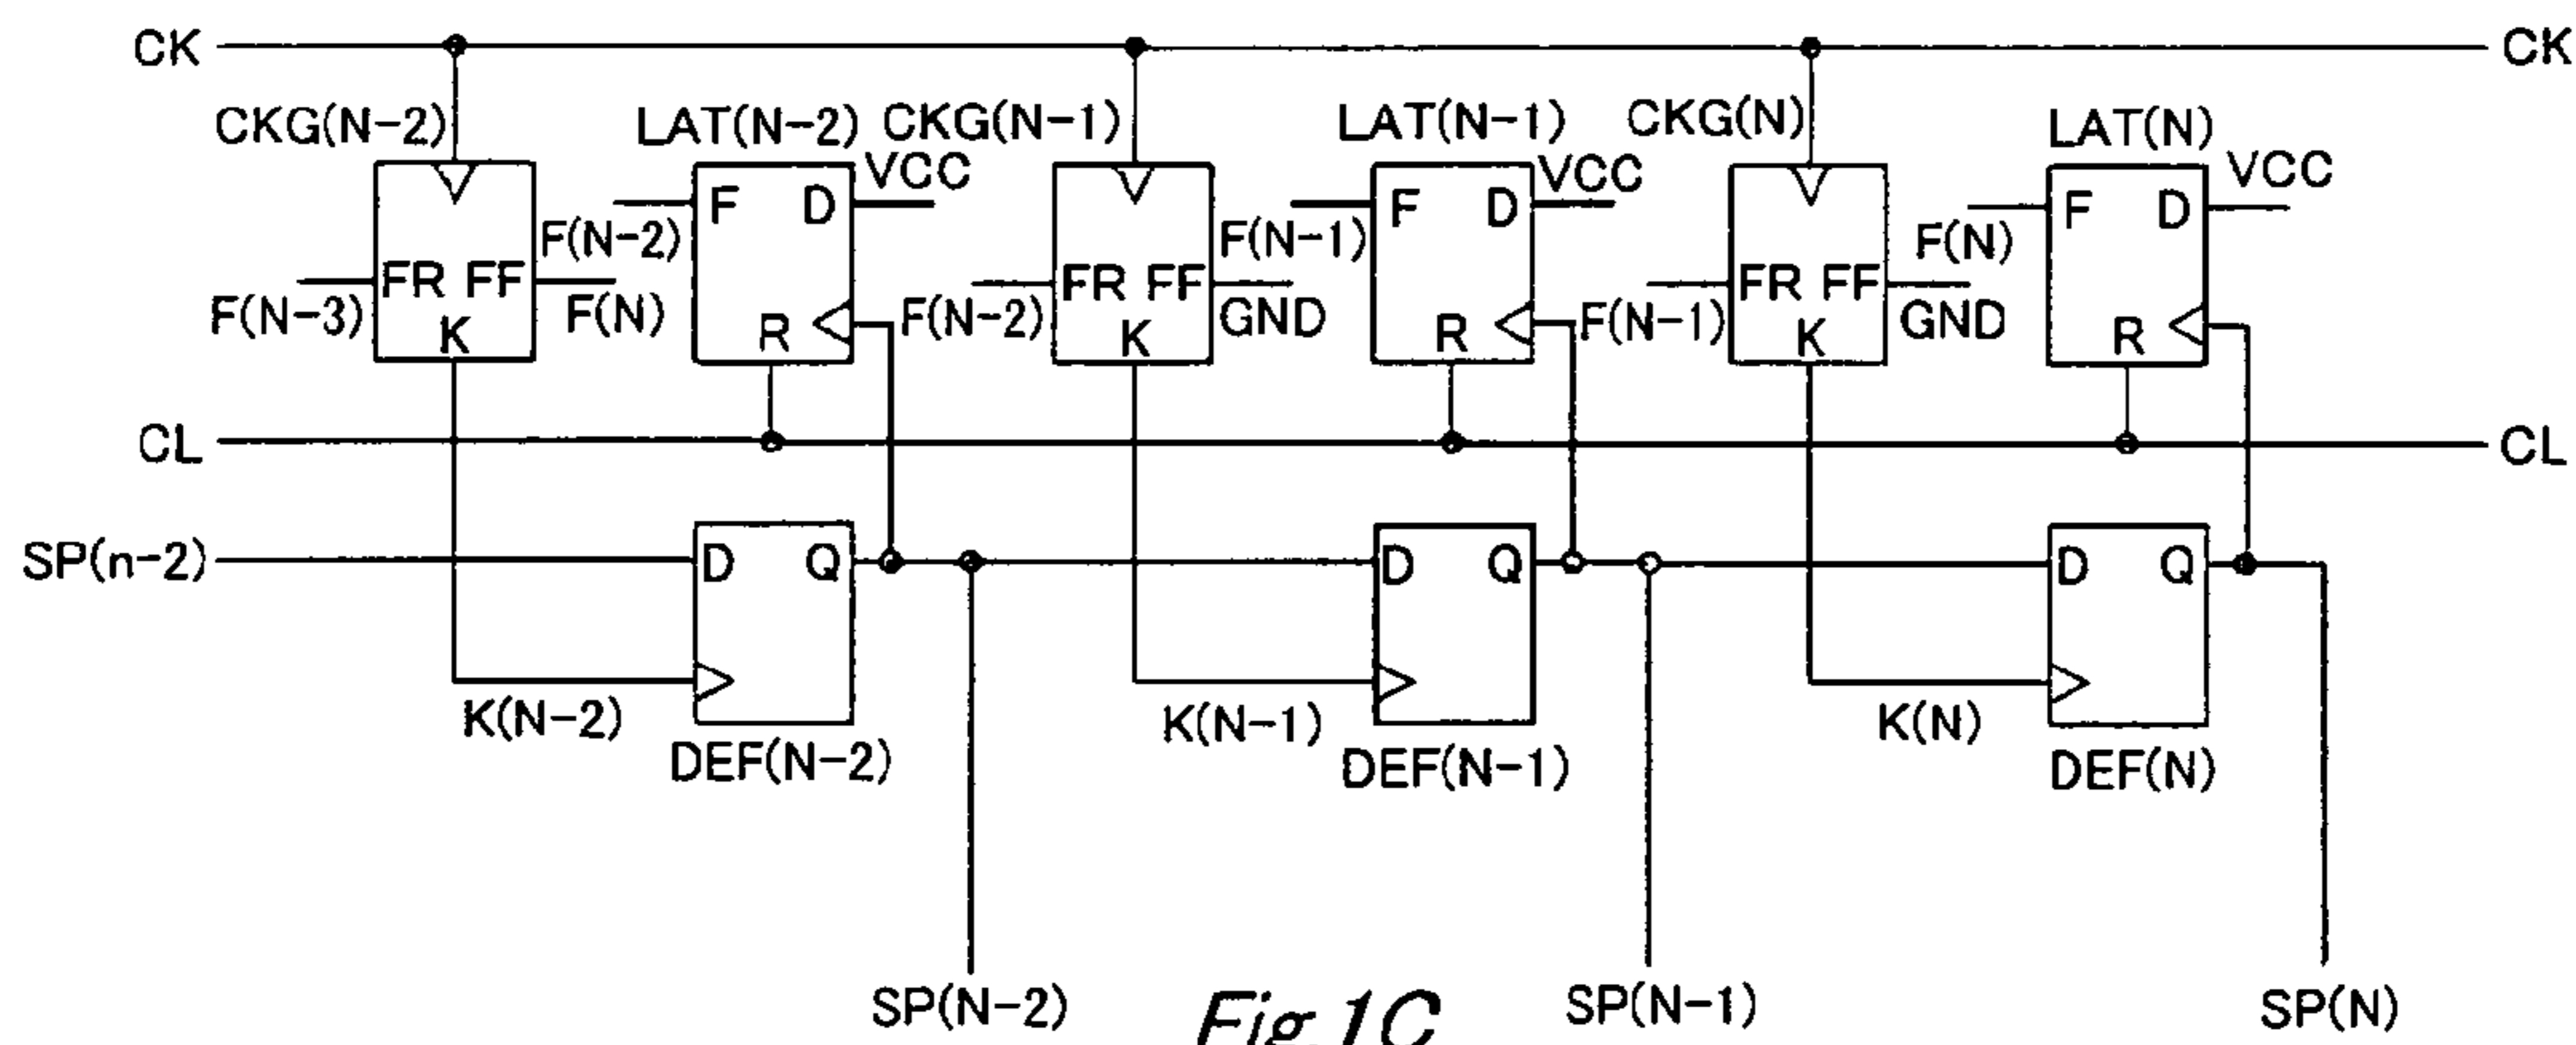 CK CK
CKG(N-2) LAT(N-2) CKG(N-1) LAT(N-1) CKG(N) LAT(N)
VCC VCC VCC
F D F D F D
F(N-2) F(N-1) F(N)
FR FF FR FF FR FF
F(N-3) F(N) F(N-2) GND F(N-1) GND
K R K R K R
CL CL
SP(n-2) D Q D Q D Q
K(N-2) K(N-1) K(N)
DEF(N-2) DEF(N-1) DEF(N)
SP(N-2) Fig.1C SP(N-1) SP(N)